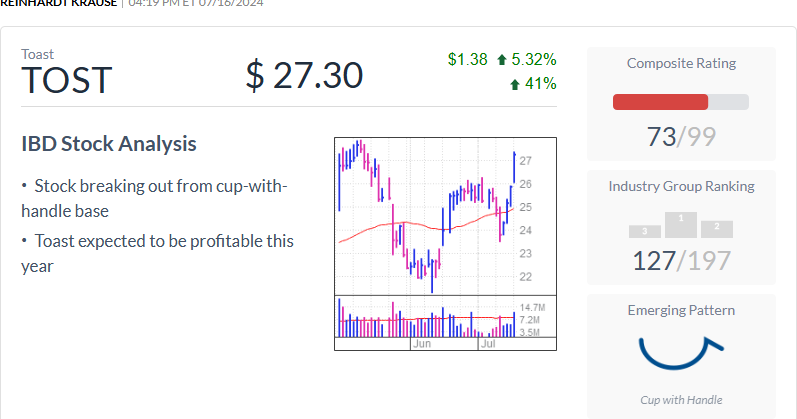 REINHARDT KRAUSE | 04:19 PM ET 07/16/2024
Toast
TOST
$ 27.30
$1.38 5.32%
41%
IBD Stock Analysis
• Stock breaking out from cup-with-
handle base
• Toast expected to be profitable this
year
27
26
25
24
23
22
14.7M
7.2M
3.5M
Jun
Jul
Composite Rating
73/99
Industry Group Ranking
3
1
2
127/197
Emerging Pattern
Cup with Handle